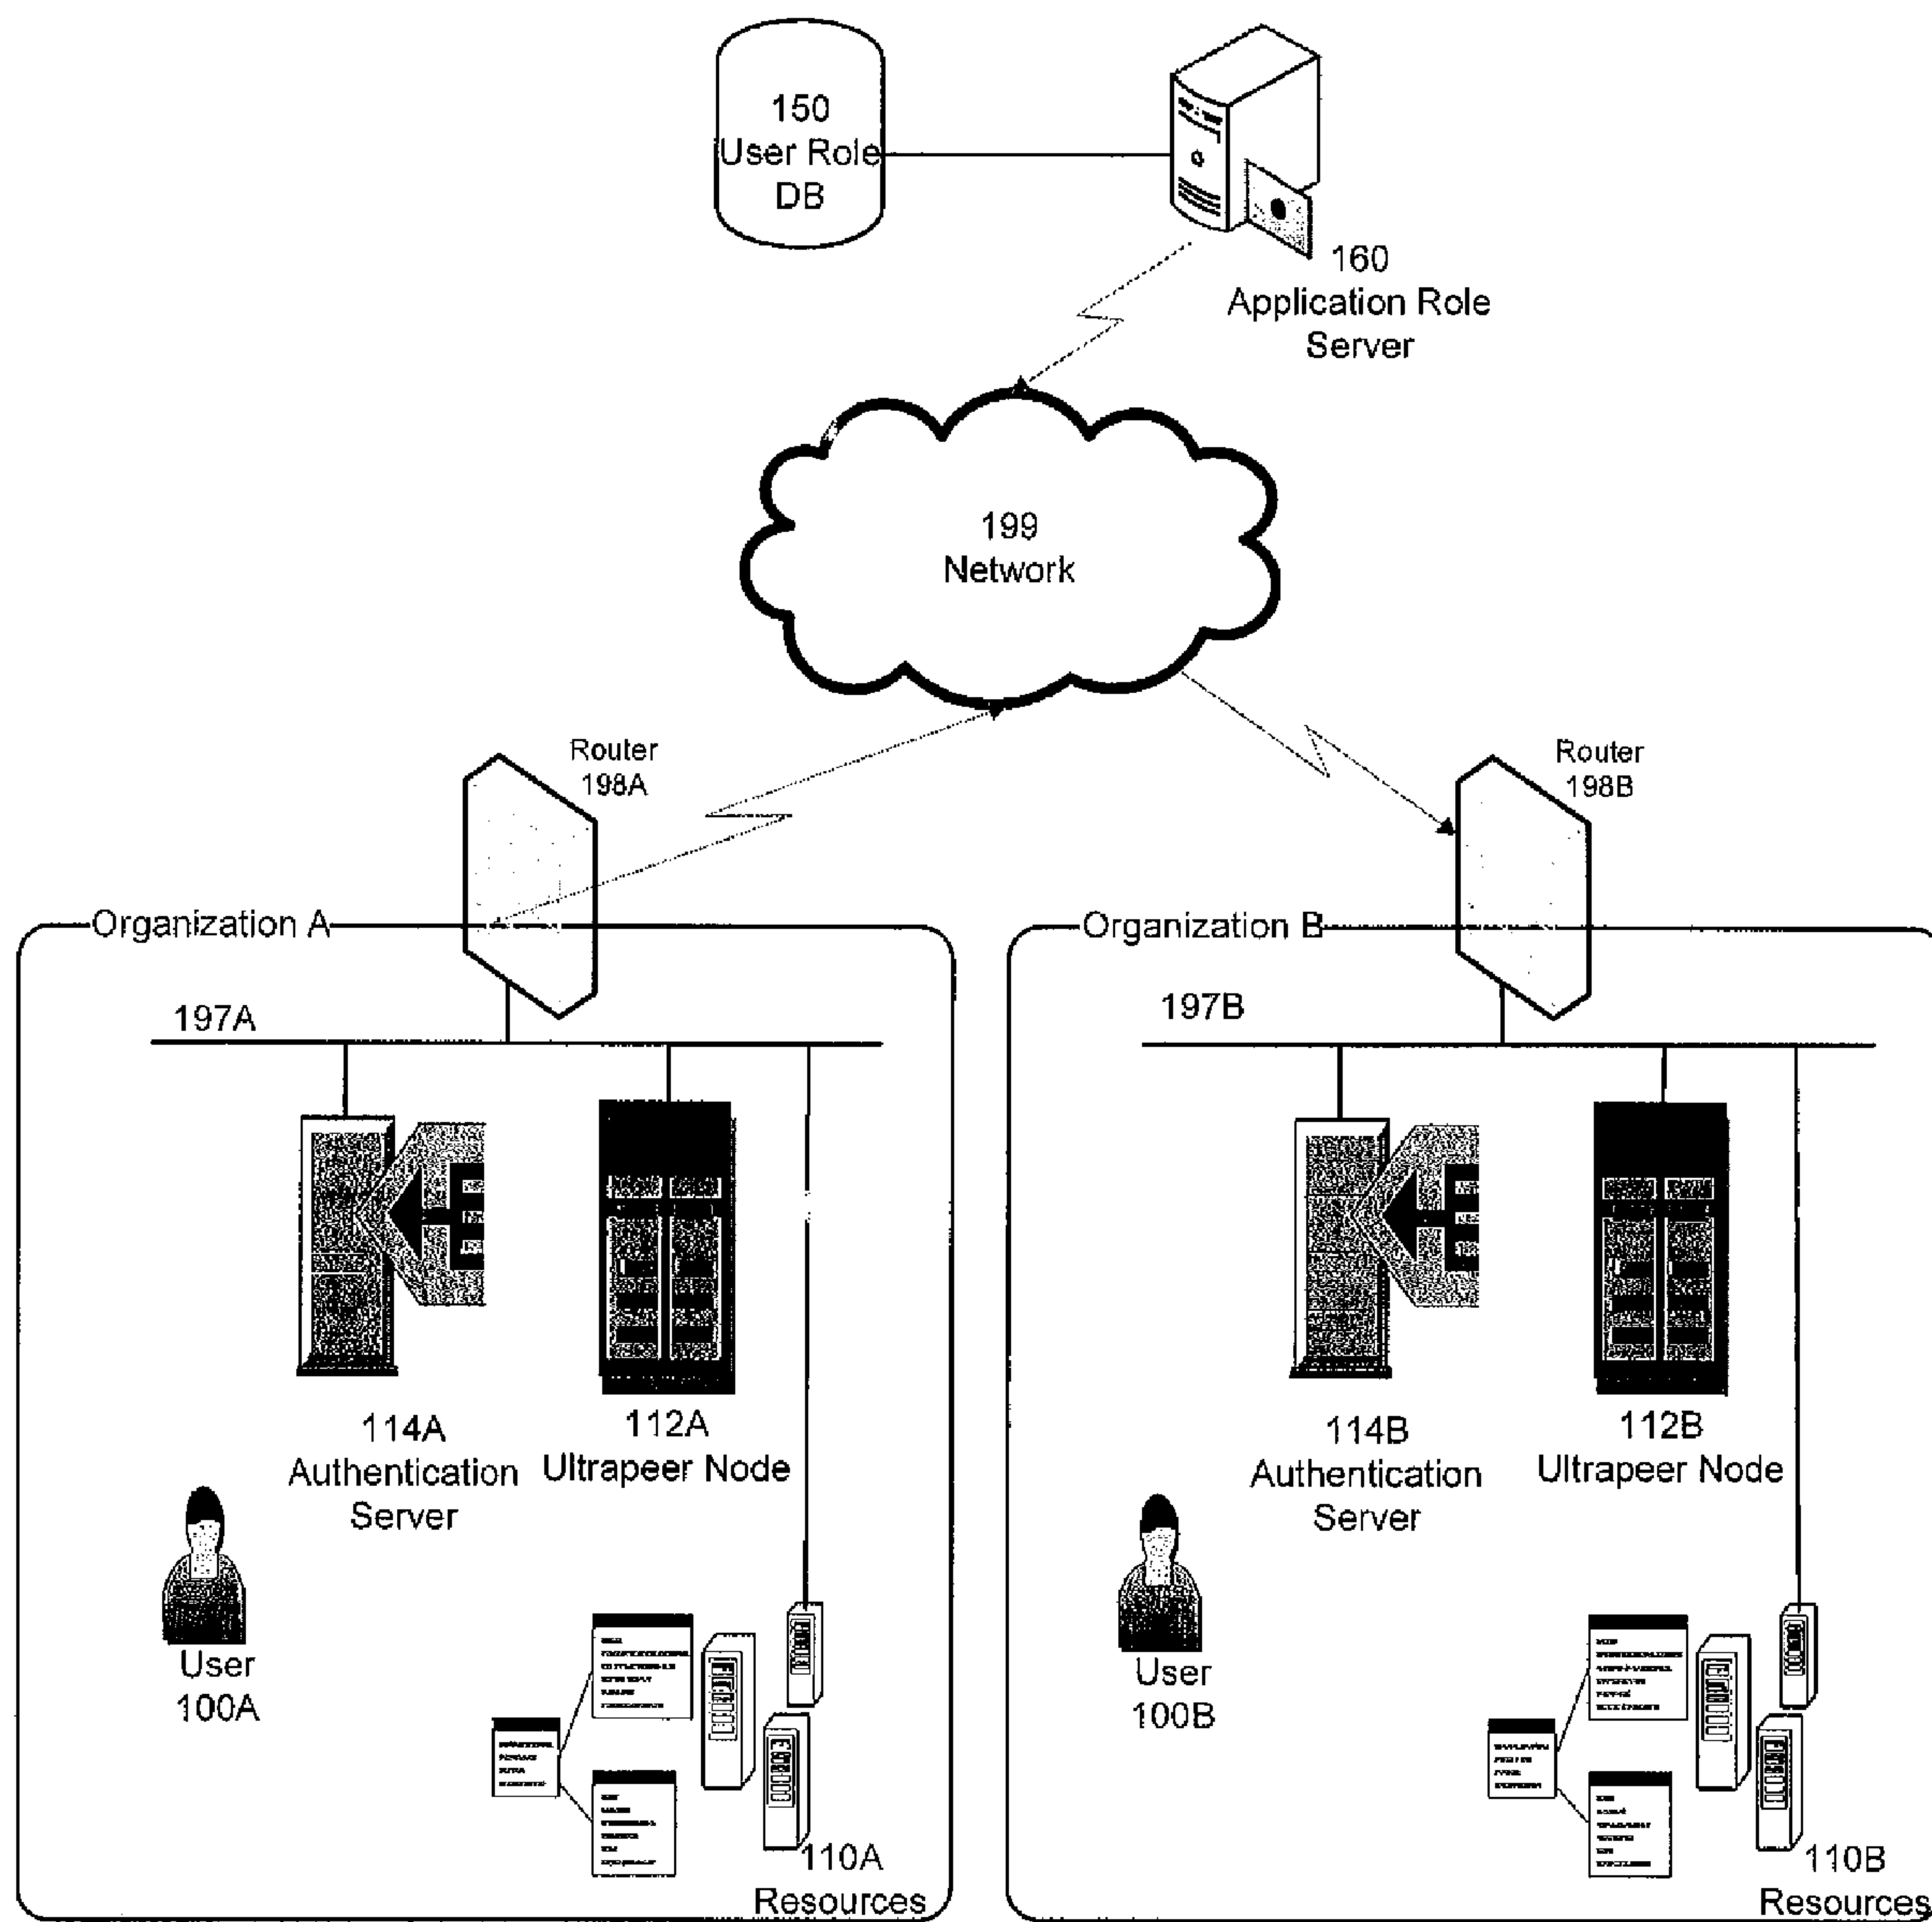 150
User Role
DB
160
Application Role
Server
199
Network
Router
198A
Router
198B
Organization A
Organization B
197A
197B
114A
Authentication
Server
112A
Ultrapeer Node
114B
Authentication
Server
112B
Ultrapeer Node
User
100A
User
100B
110A
Resources
110B
Resources